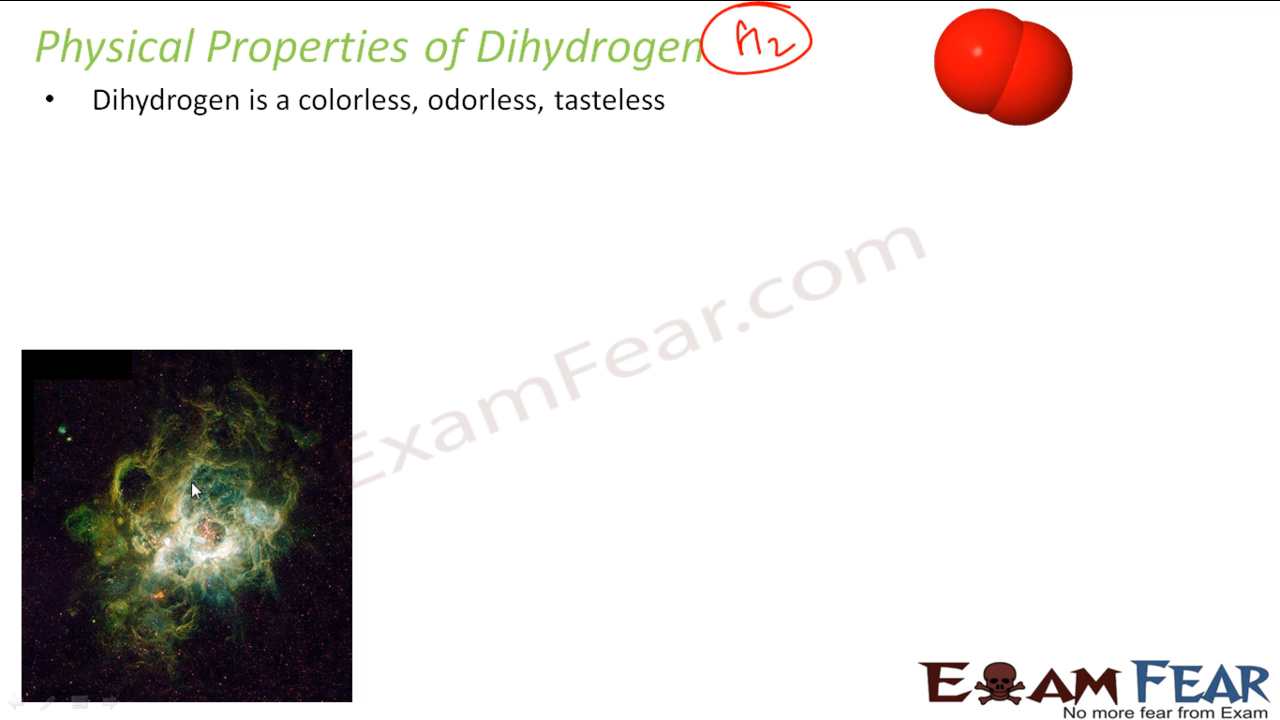 Physical Properties of Dihydrogen H2
• Dihydrogen is a colorless, odorless, tasteless
ExamFear.com
EXAM FEAR
No more fear from Exam